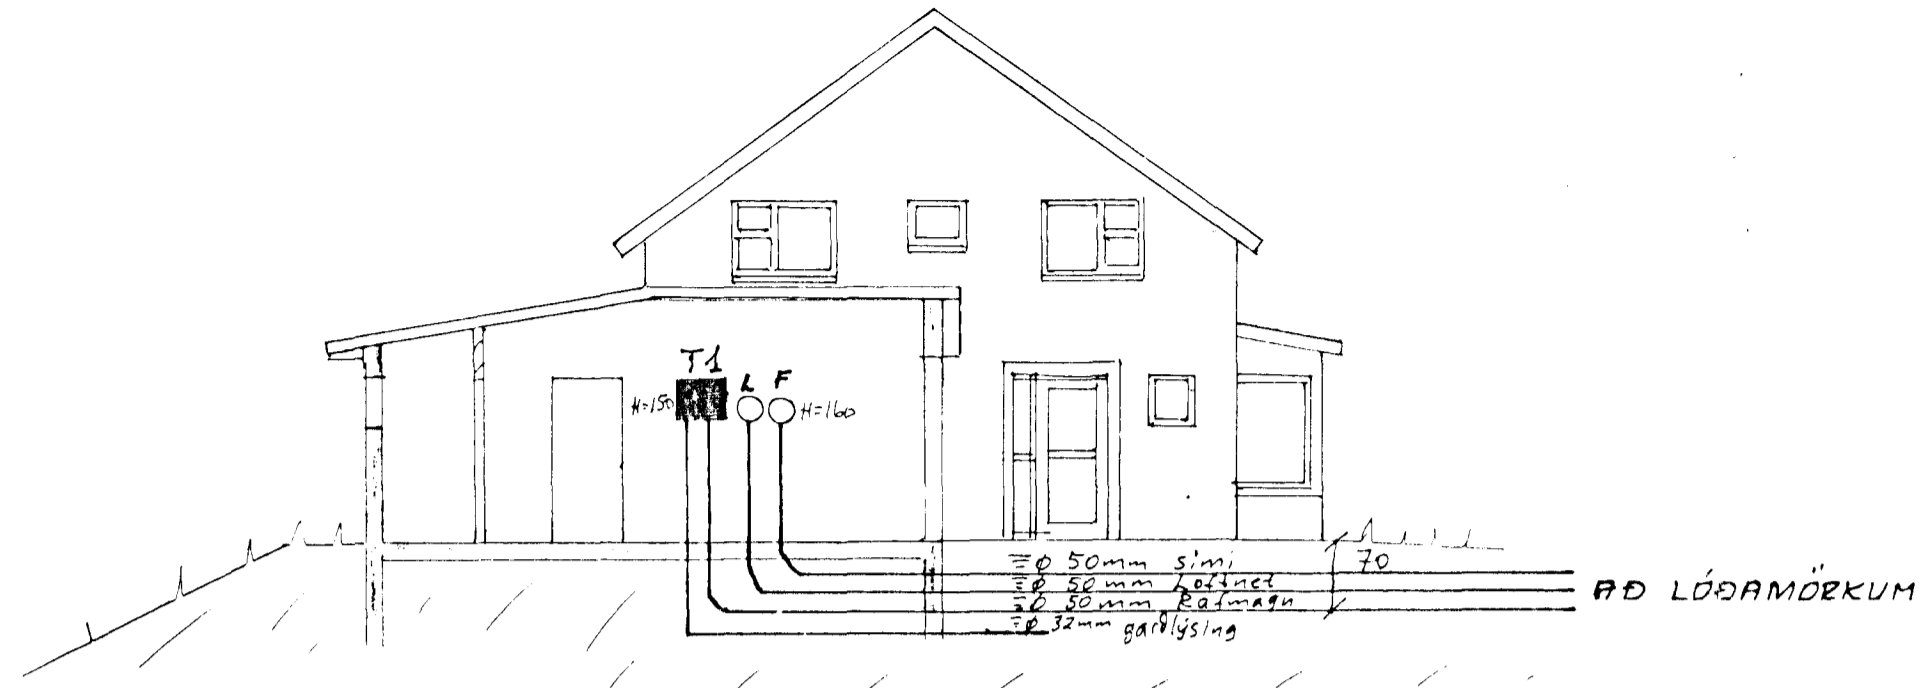 T1
L F
H=150
H=160
Ø 50mm sími
70
Ø 50mm Loftnet
Ø 50mm Rafmagn
AÐ LÓÐAMÖRKUM
Ø 32mm garðlýsing